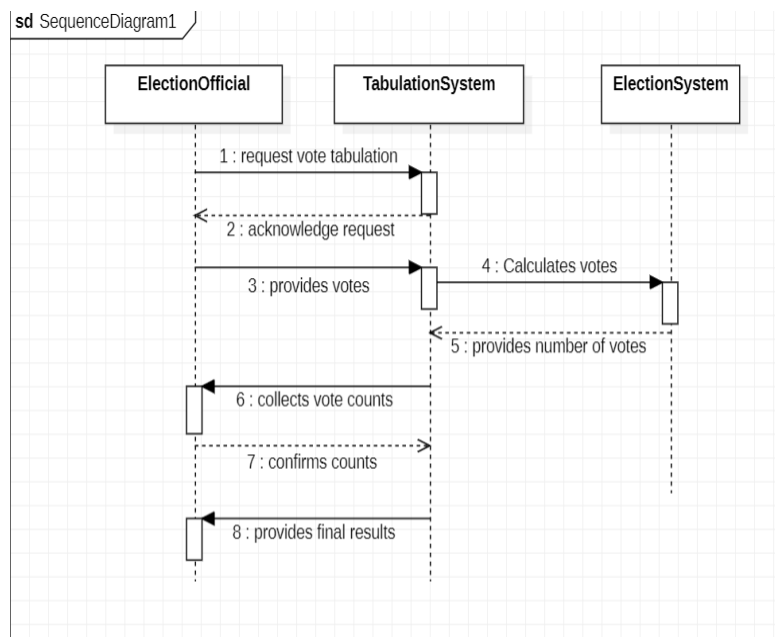 sd SequenceDiagram1
ElectionOfficial
TabulationSystem
ElectionSystem
1 : request vote tabulation
2 : acknowledge request
3 : provides votes
4 : Calculates votes
5 : provides number of votes
6 : collects vote counts
7 : confirms counts
8 : provides final results